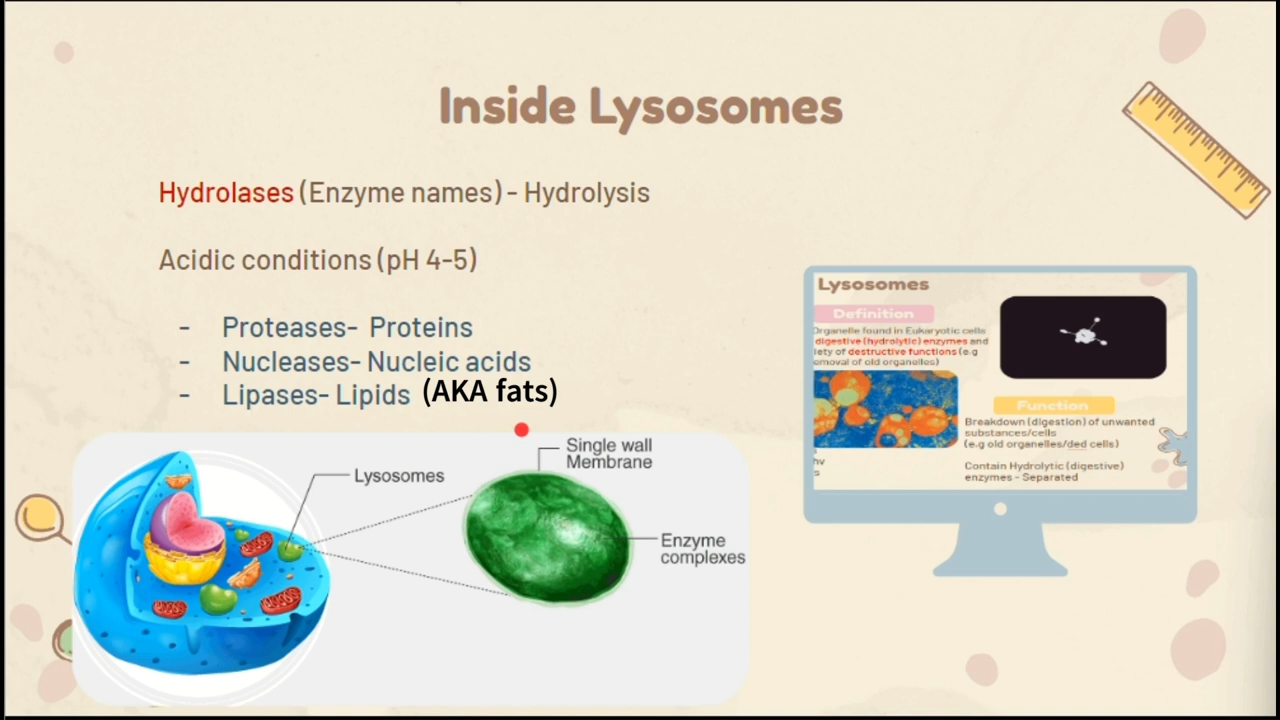 Inside Lysosomes
Hydrolases (Enzyme names) - Hydrolysis
Acidic conditions (pH 4-5)
- Proteases- Proteins
- Nucleases- Nucleic acids
- Lipases- Lipids (AKA fats)
Lysosomes
Single wall
Membrane
Enzyme
complexes
Lysosomes
Definition
Organelle found in Eukaryotic cells
digestive (hydrolytic) enzymes and
iety of destructive functions (e.g
emoval of old organelles)
Function
Breakdown (digestion) of unwanted
substances/cells
(e.g old organelles/ded cells)
Contain Hydrolytic (digestive)
enzymes - Separated